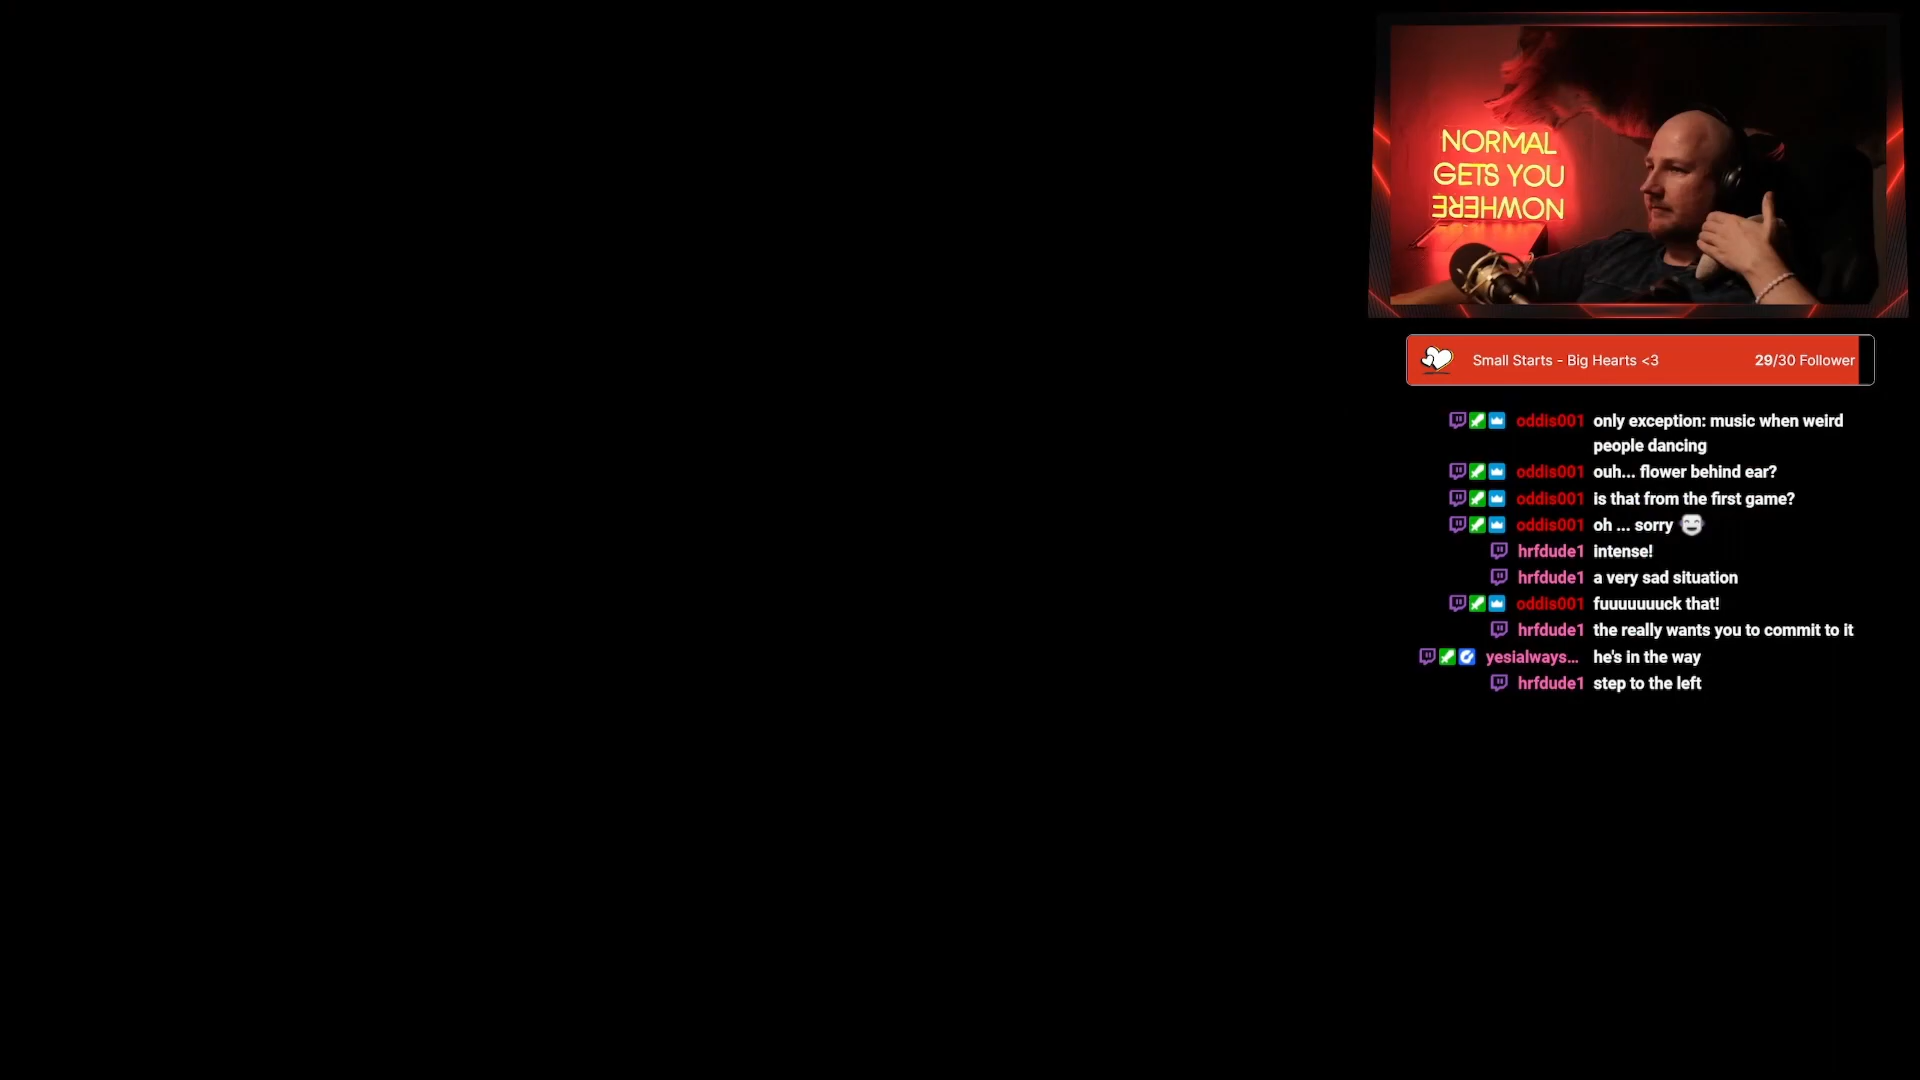 NORMAL
GETS YOU
NOWHERE
Small Starts - Big Hearts <3 29/30 Follower
oddis001 only exception: music when weird
people dancing
oddis001 ouh... flower behind ear?
oddis001 is that from the first game?
oddis001 oh ... sorry
hrfdude1 intense!
hrfdude1 a very sad situation
oddis001 fuuuuuuuck that!
hrfdude1 the really wants you to commit to it
yesialways... he's in the way
hrfdude1 step to the left